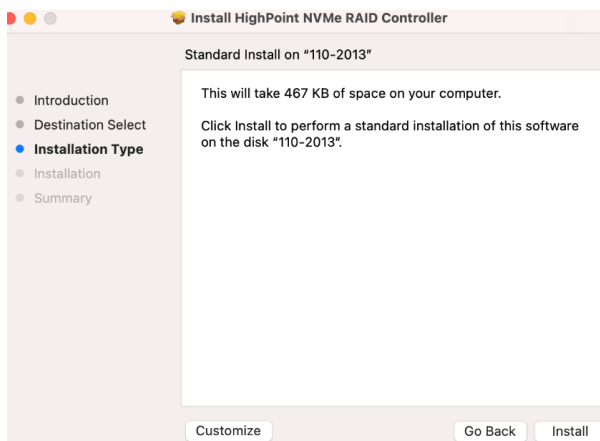 Install HighPoint NVMe RAID Controller
Standard Install on “110-2013”
Introduction
Destination Select
Installation Type
Installation
Summary
This will take 467 KB of space on your computer.
Click Install to perform a standard installation of this software
on the disk “110-2013”.
Customize
Go Back
Install